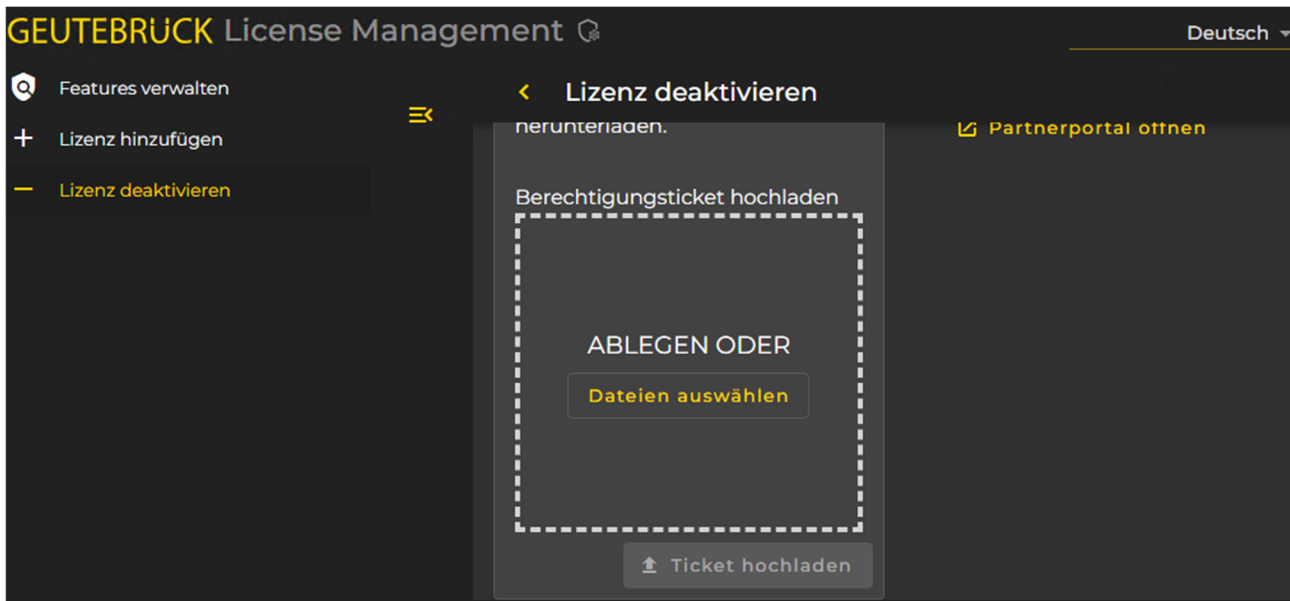 GEUTEBRÜCK License Management
Deutsch
Features verwalten
Lizenz hinzufügen
Lizenz deaktivieren
Lizenz deaktivieren
herunterladen.
Partnerportal öffnen
Berechtigungsticket hochladen
ABLEGEN ODER
Dateien auswählen
Ticket hochladen